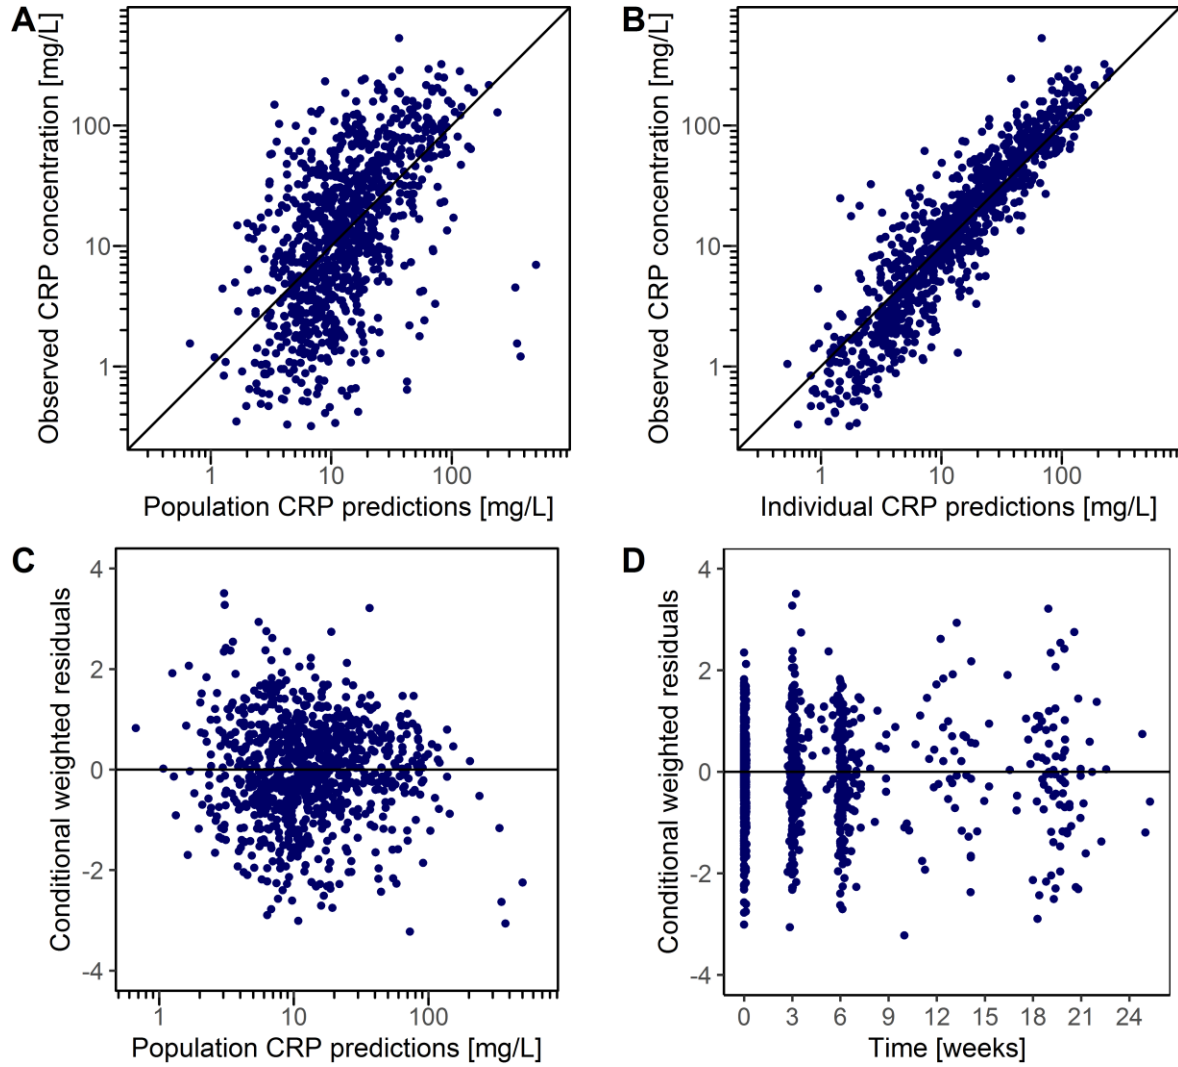 A
Observed CRP concentration [mg/L]
100
10
1
1 10 100
Population CRP predictions [mg/L]
B
Observed CRP concentration [mg/L]
100
10
1
1 10 100
Individual CRP predictions [mg/L]
C
Conditional weighted residuals
4
2
0
-2
-4
1 10 100
Population CRP predictions [mg/L]
D
Conditional weighted residuals
4
2
0
-2
-4
0 3 6 9 12 15 18 21 24
Time [weeks]